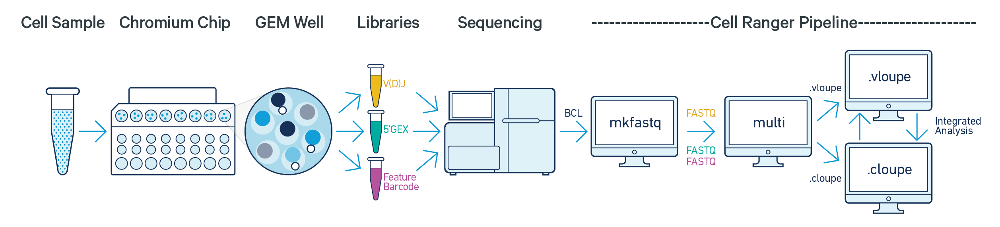 Cell Sample
Chromium Chip
GEM Well
Libraries
Sequencing
Cell Ranger Pipeline
V(D)J
5'GEX
Feature
Barcode
BCL
mkfastq
FASTQ
FASTQ
FASTQ
multi
.vloupe
.cloupe
.vloupe
.cloupe
Integrated
Analysis